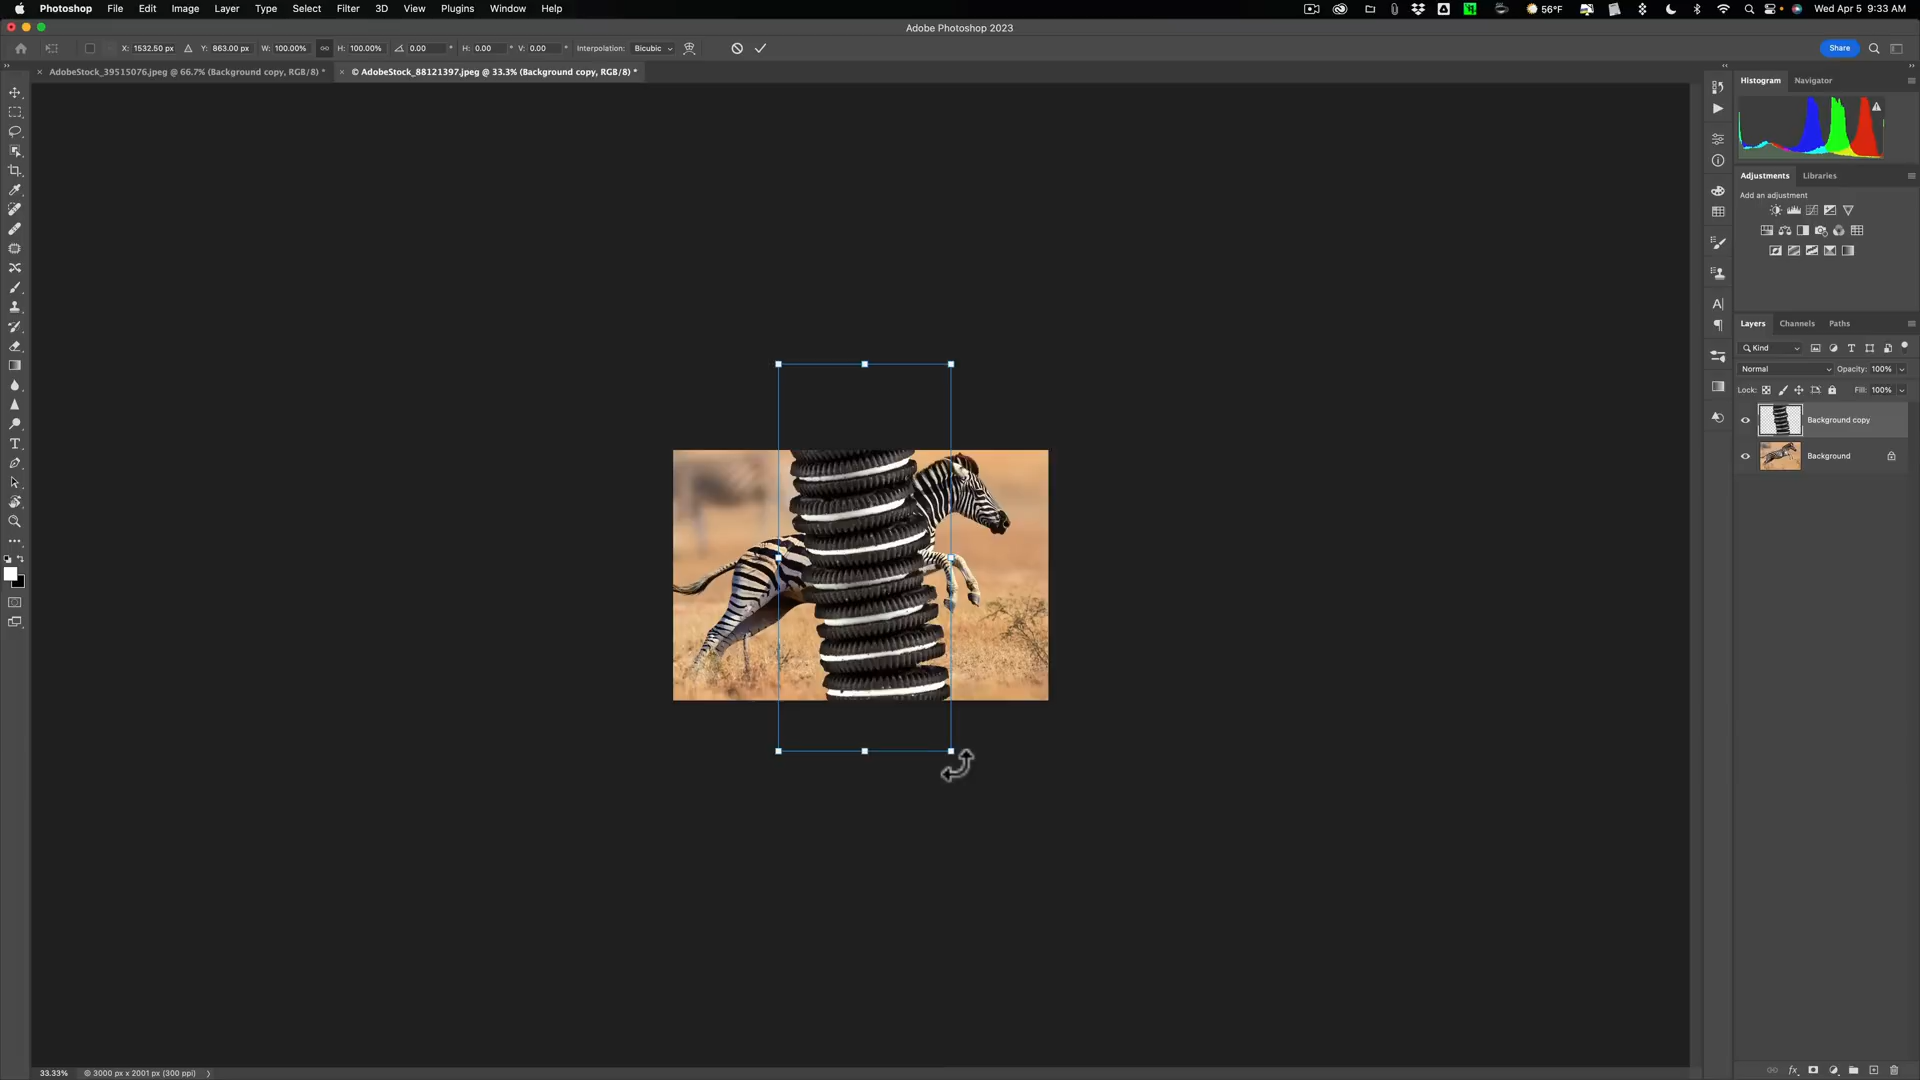 Photoshop File Edit Image Layer Type Select Filter 3D View Plugins Window Help 56°F Wed Apr 5 9:33 AM
Adobe Photoshop 2023
X: 1532.50 px Y: 863.00 px W: 100.00% H: 100.00% 0.00 ° H: 0.00 ° V: 0.00 ° Interpolation: Bicubic Share
AdobeStock_39515076.jpeg @ 66.7% (Background copy, RGB/8) * © AdobeStock_88121397.jpeg @ 33.3% (Background copy, RGB/8) *
Histogram Navigator
Adjustments Libraries
Add an adjustment
Layers Channels Paths
Kind
Normal Opacity: 100%
Lock: Fill: 100%
Background copy
Background
33.33% © 3000 px x 2001 px (300 ppi)